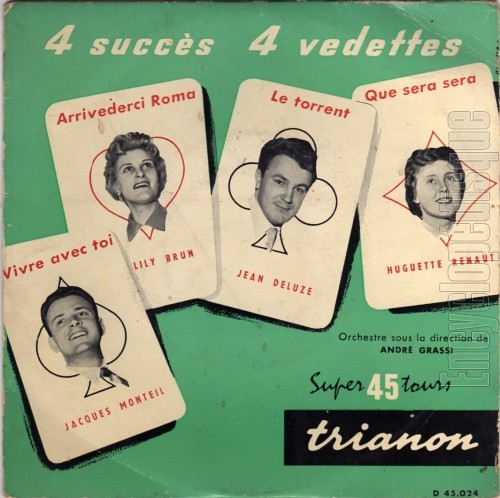 4 succès 4 vedettes
Arrivederci Roma
LILY BRUN
Le torrent
JEAN DELUZE
Que sera sera
HUGUETTE RENAUT
Vivre avec toi
JACQUES MONTEIL
Orchestre sous la direction de
ANDRÉ GRASSI
Super 45 tours
trianon
D 45.024
Encyclopédisque